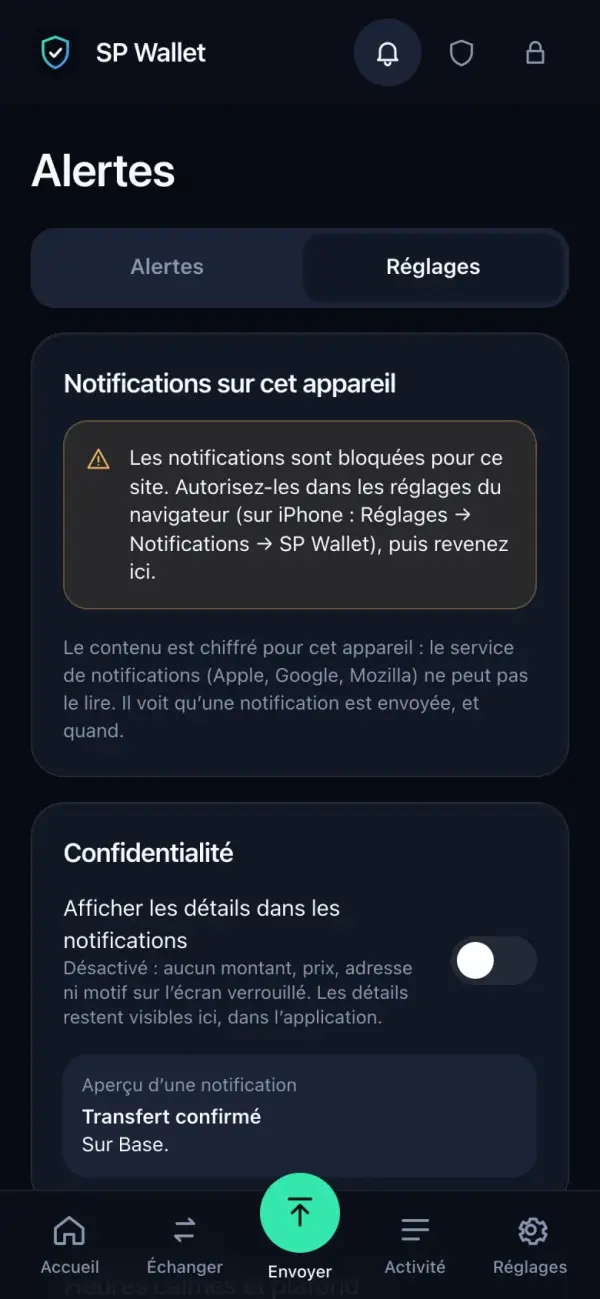 SP Wallet
Alertes
Alertes
Réglages
Notifications sur cet appareil
Les notifications sont bloquées pour ce
site. Autorisez-les dans les réglages du
navigateur (sur iPhone : Réglages →
Notifications → SP Wallet), puis revenez
ici.
Le contenu est chiffré pour cet appareil : le service
de notifications (Apple, Google, Mozilla) ne peut pas
le lire. Il voit qu’une notification est envoyée, et
quand.
Confidentialité
Afficher les détails dans les
notifications
Désactivé : aucun montant, prix, adresse
ni motif sur l’écran verrouillé. Les détails
restent visibles ici, dans l’application.
Aperçu d’une notification
Transfert confirmé
Sur Base.
Accueil
Échanger
Envoyer
Activité
Réglages
Heures calmes et plafond